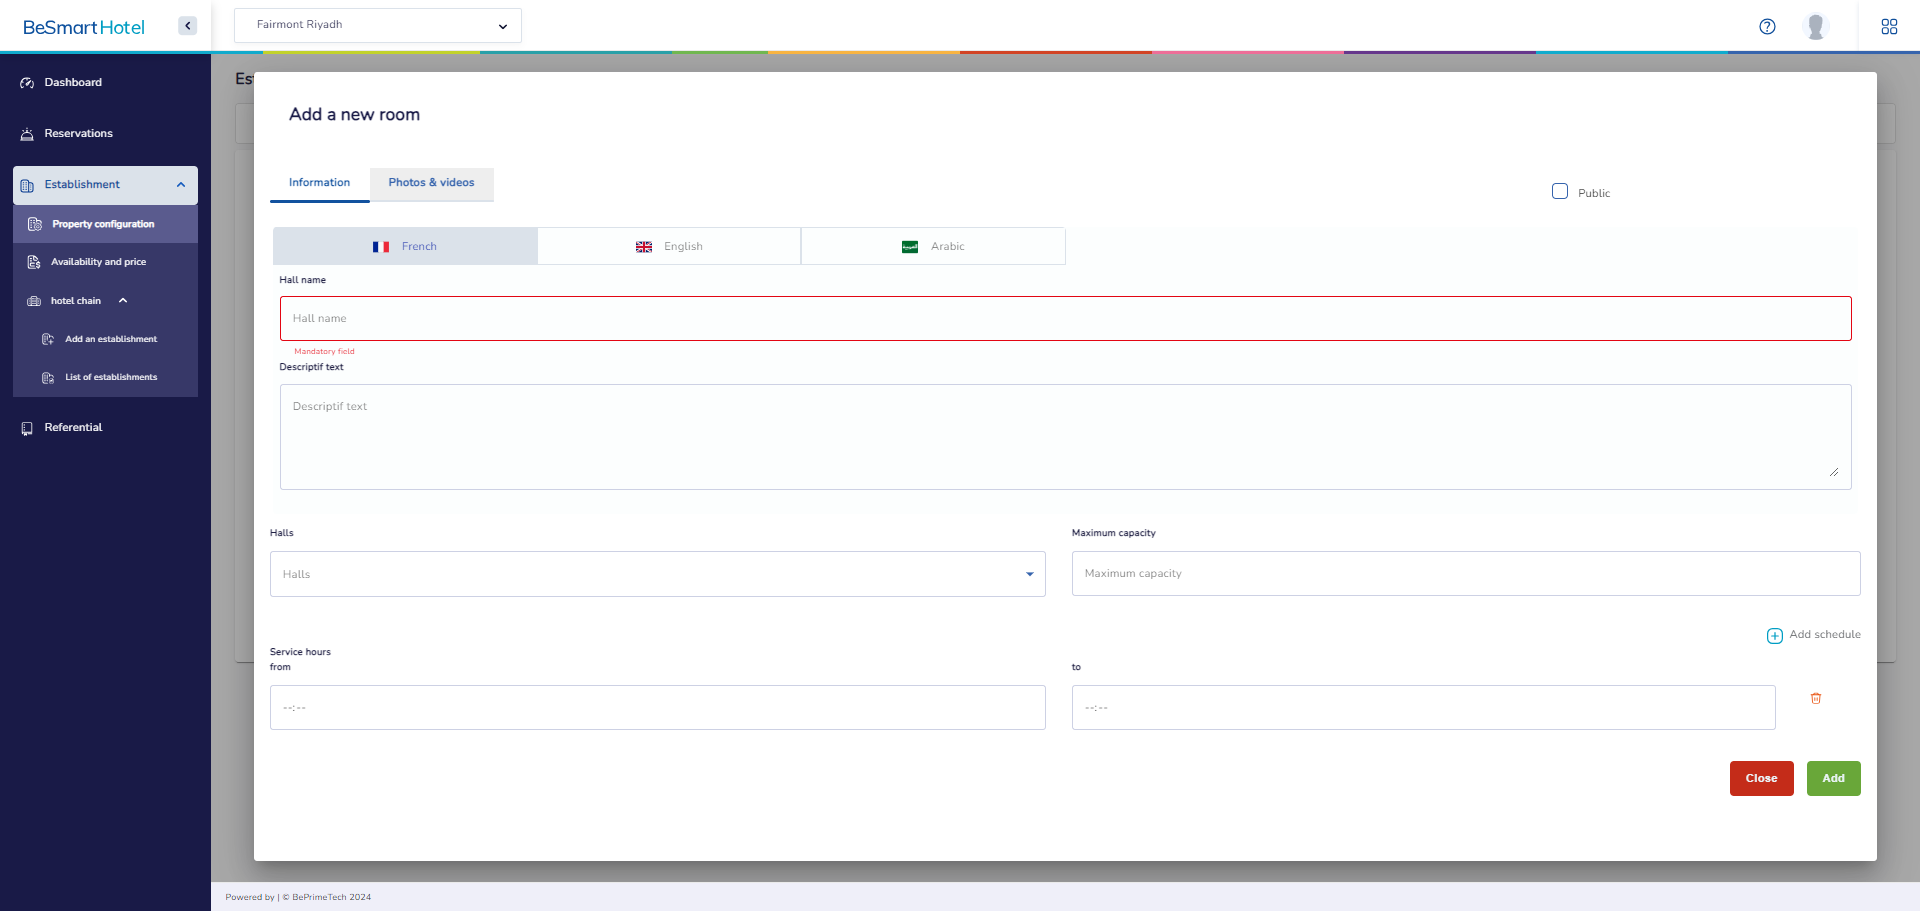 BeSmartHotel
Fairmont Riyadh
Dashboard
Reservations
Establishment
Property configuration
Availability and price
hotel chain
Add an establishment
List of establishments
Referential
Es
Add a new room
Information
Photos & videos
Public
French
English
Arabic
Hall name
Hall name
Mandatory field
Descriptif text
Descriptif text
Halls
Maximum capacity
Halls
Maximum capacity
Add schedule
Service hours
from
to
--:--
--:--
Close
Add
Powered by | © BePrimeTech 2024